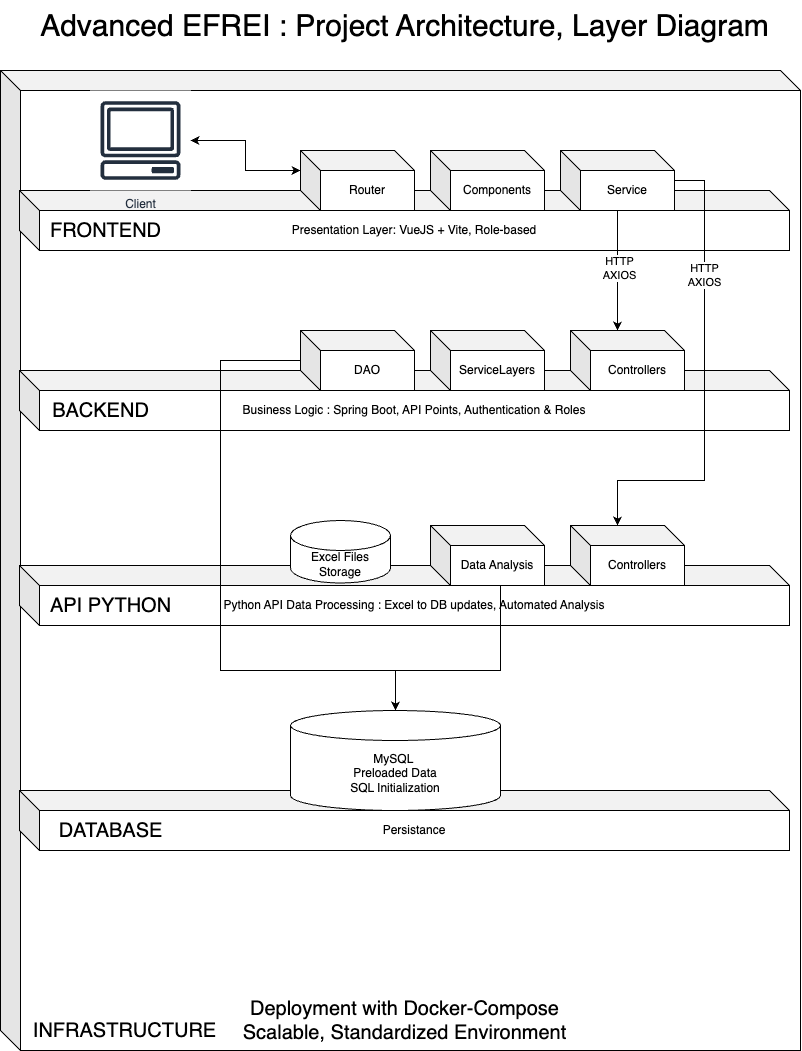 Advanced EFREI : Project Architecture, Layer Diagram
Client
Router
Components
Service
FRONTEND
Presentation Layer: VueJS + Vite, Role-based
HTTP
AXIOS
HTTP
AXIOS
DAO
ServiceLayers
Controllers
BACKEND
Business Logic : Spring Boot, API Points, Authentication & Roles
Excel Files
Storage
Data Analysis
Controllers
API PYTHON
Python API Data Processing : Excel to DB updates, Automated Analysis
MySQL
Preloaded Data
SQL Initialization
DATABASE
Persistance
INFRASTRUCTURE
Deployment with Docker-Compose
Scalable, Standardized Environment